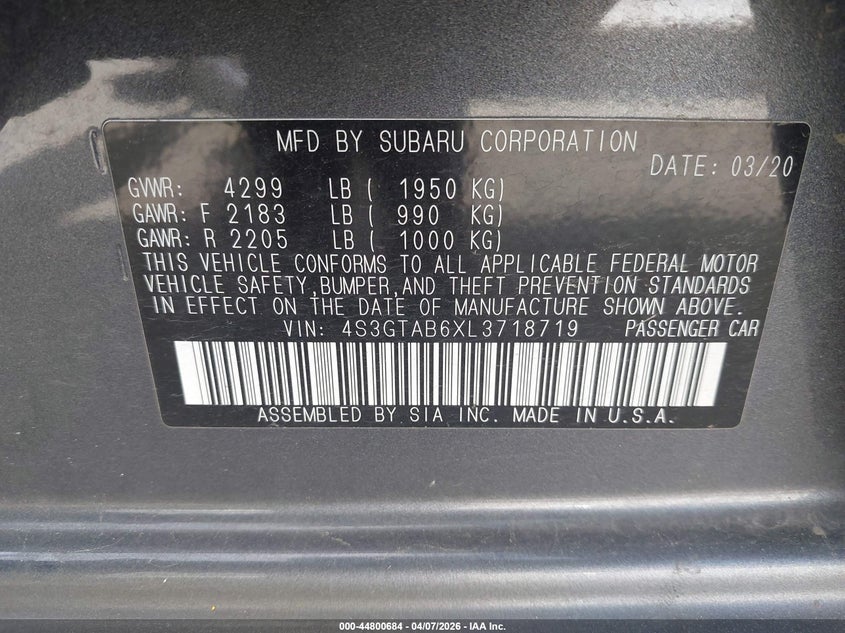 MFD BY SUBARU CORPORATION
DATE: 03/20
GVWR: 4299 LB ( 1950 KG)
GAWR: F 2183 LB ( 990 KG)
GAWR: R 2205 LB ( 1000 KG)
THIS VEHICLE CONFORMS TO ALL APPLICABLE FEDERAL MOTOR
VEHICLE SAFETY,BUMPER,AND THEFT PREVENTION STANDARDS
IN EFFECT ON THE DATE OF MANUFACTURE SHOWN ABOVE.
VIN: 4S3GTAB6XL3718719 PASSENGER CAR
ASSEMBLED BY SIA INC. MADE IN U.S.A.
000-44800684 - 04/07/2026 - IAA Inc.